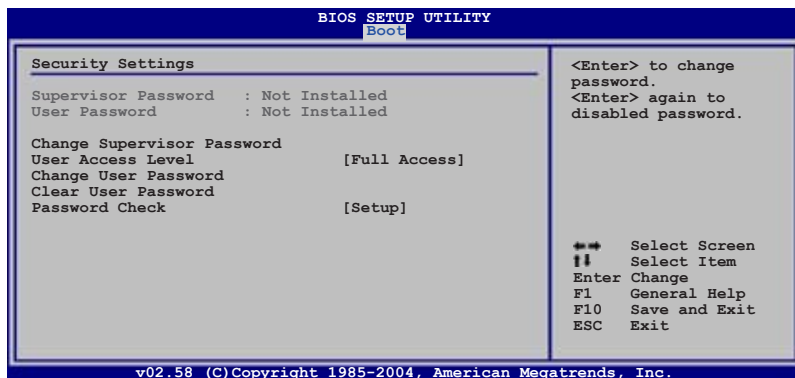 BIOS SETUP UTILITY
Boot
Security Settings
Supervisor Password : Not Installed
User Password : Not Installed
Change Supervisor Password
User Access Level [Full Access]
Change User Password
Clear User Password
Password Check [Setup]
<Enter> to change
password.
<Enter> again to
disabled password.
Select Screen
Select Item
Enter Change
F1 General Help
F10 Save and Exit
ESC Exit
v02.58 (C)Copyright 1985-2004, American Megatrends, Inc.